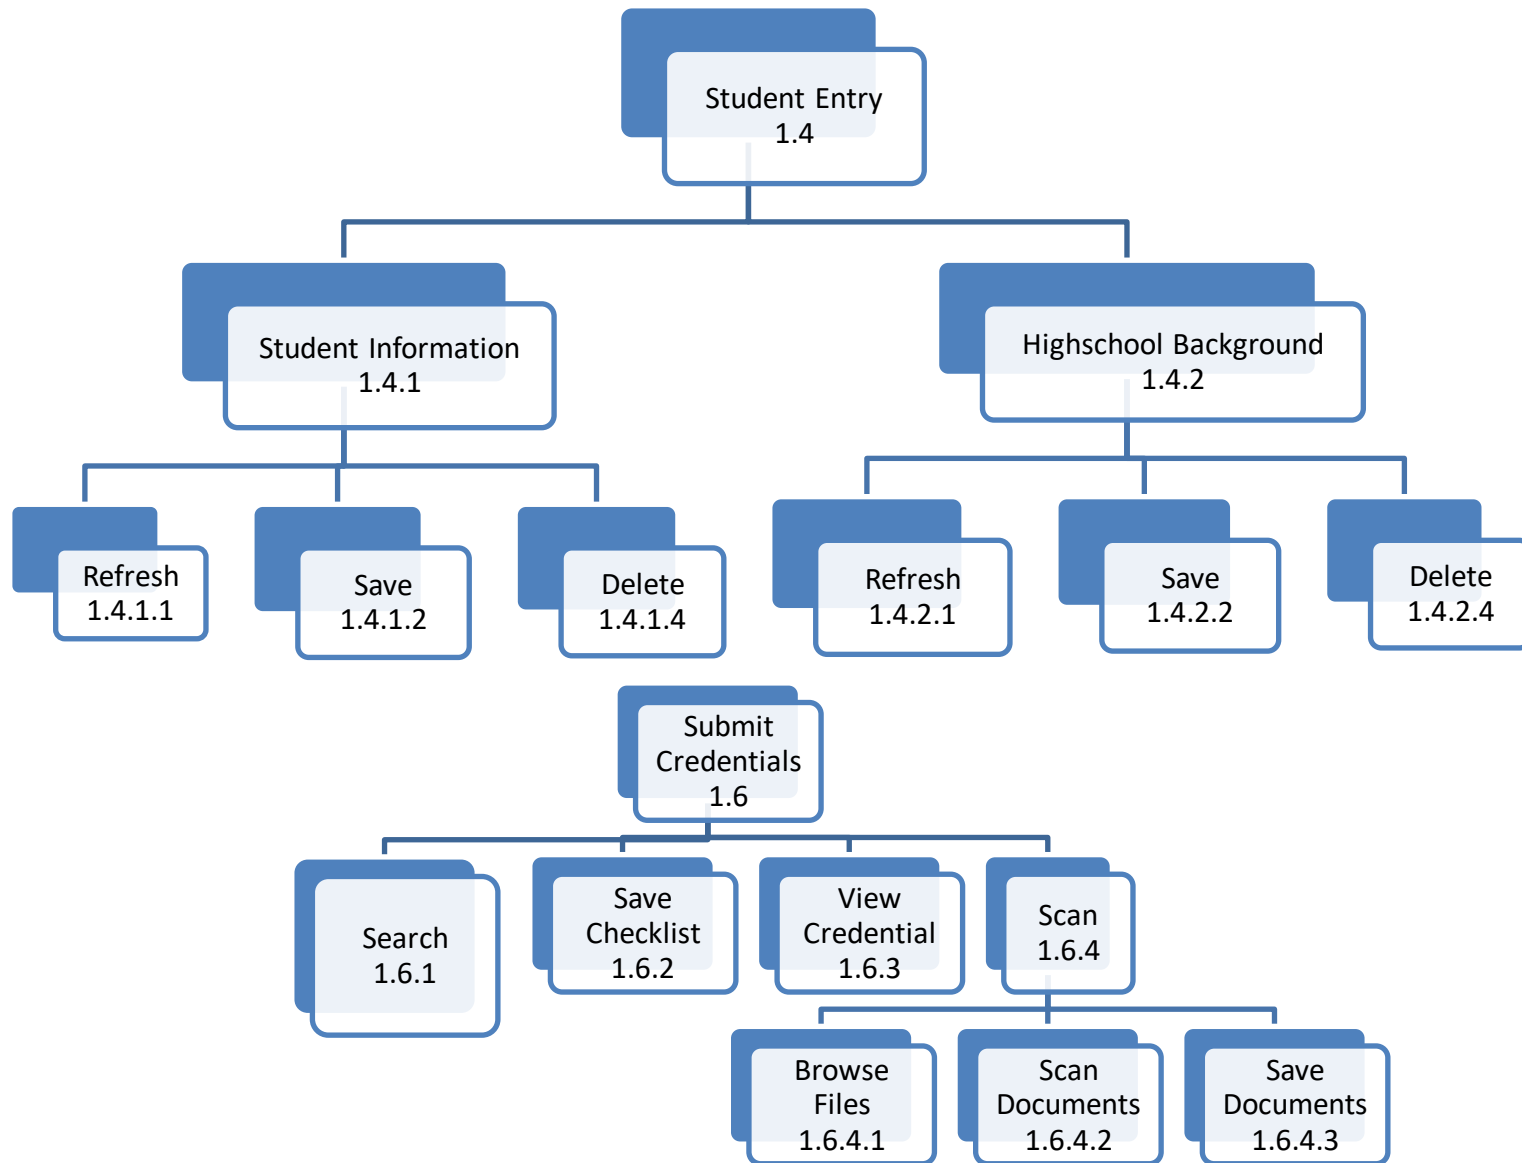 Student Entry
1.4
Student Information
1.4.1
Highschool Background
1.4.2
Refresh
1.4.1.1
Save
1.4.1.2
Delete
1.4.1.4
Refresh
1.4.2.1
Save
1.4.2.2
Delete
1.4.2.4
Submit
Credentials
1.6
Search
1.6.1
Save
Checklist
1.6.2
View
Credential
1.6.3
Scan
1.6.4
Browse
Files
1.6.4.1
Scan
Documents
1.6.4.2
Save
Documents
1.6.4.3